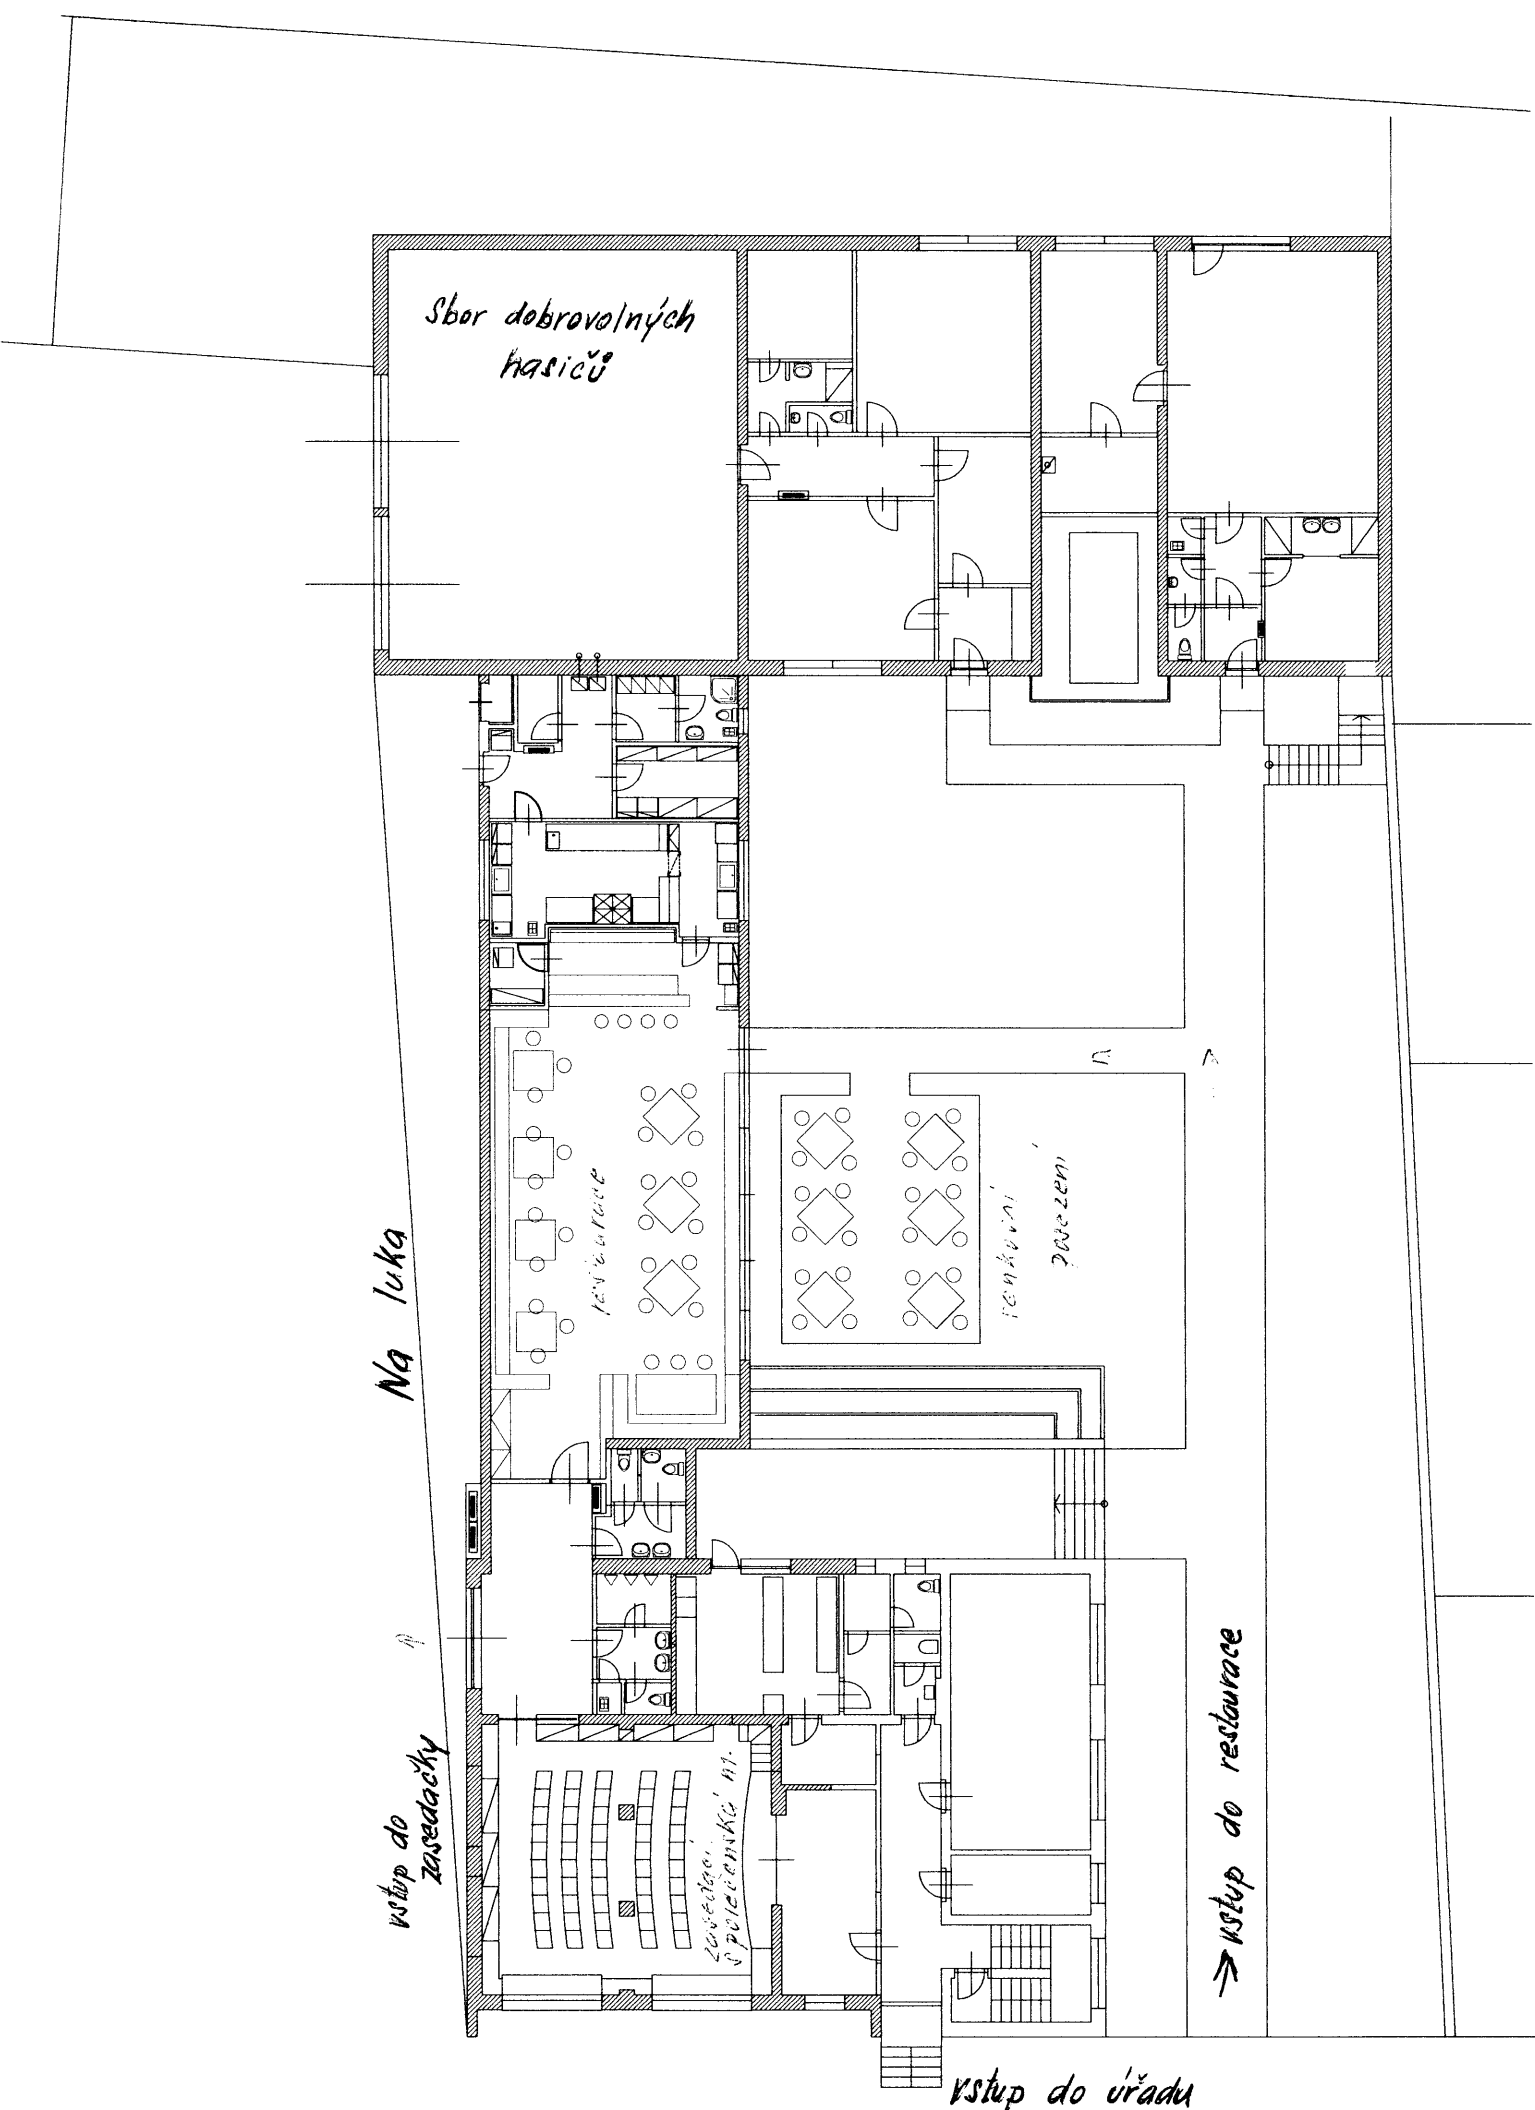 Sbor dobrovolných
hasičů
Na luka
restaurace
venkovní
posezení
vstup do
zasedačky
zasedací
společenská m.
vstup do restaurace
vstup do úřadu